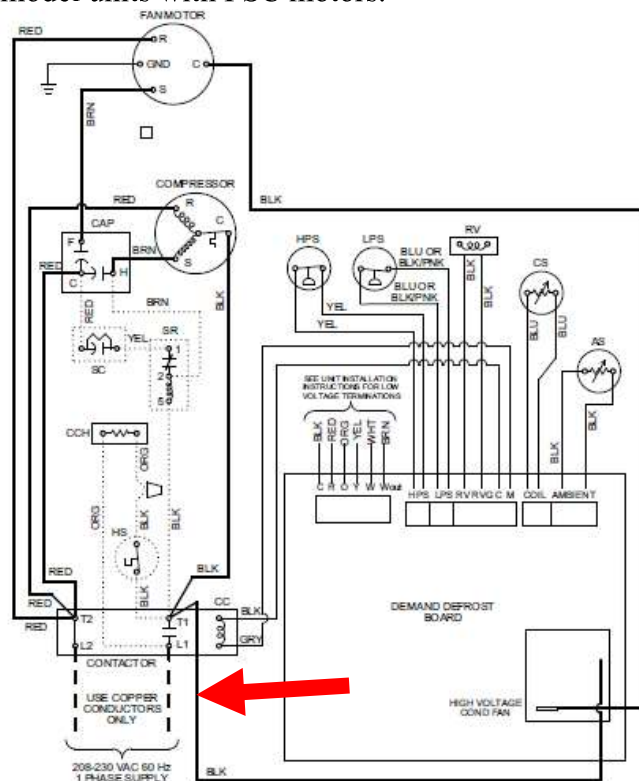 model units with PSC motors.
FAN MOTOR
RED
R
GND
C
S
BRN
COMPRESSOR
RED
BLK
R
C
S
CAP
F
BRN
RED
C
H
BRN
RED
YEL
SR
1
2
5
SC
BLK
HPS
LPS
RV
BLU OR
BLK/PNK
BLU OR
BLK/PNK
BLK
BLK
CS
BLU
BLU
YEL
YEL
AS
BLK
BLK
SEE UNIT INSTALLATION
INSTRUCTIONS FOR LOW
VOLTAGE TERMINATIONS
BLK
RED
ORG
YEL
WHT
BRN
C R O Y W Wout
HPS LPS RV RVG C M COIL AMBIENT
CCH
ORG
ORG
BLK
BLK
HS
BLK
BLK
RED
RED
RED
T2
T1
CC
BLK
L2
L1
GRY
CONTACTOR
USE COPPER
CONDUCTORS
ONLY
208-230 VAC 60 Hz
1 PHASE SUPPLY
BLK
DEMAND DEFROST
BOARD
HIGH VOLTAGE
COND FAN